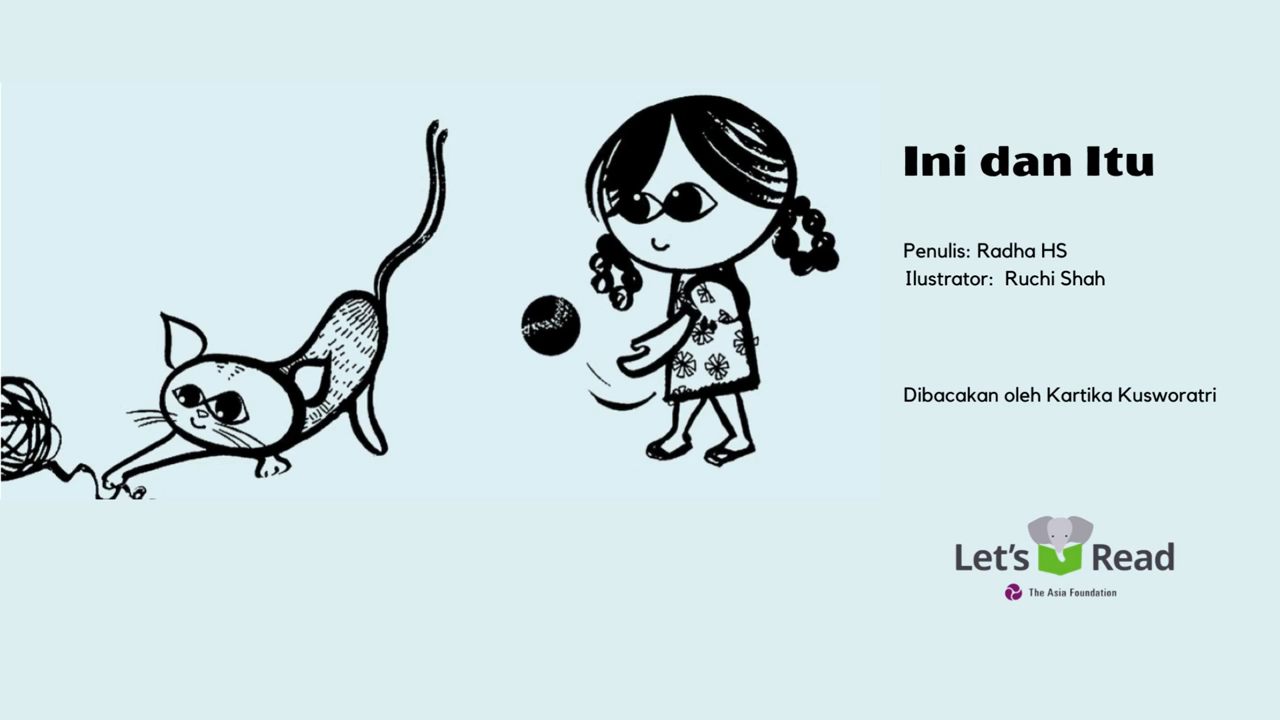 Ini dan Itu
Penulis: Radha HS
Ilustrator: Ruchi Shah
Dibacakan oleh Kartika Kusworatri
Let's Read
The Asia Foundation